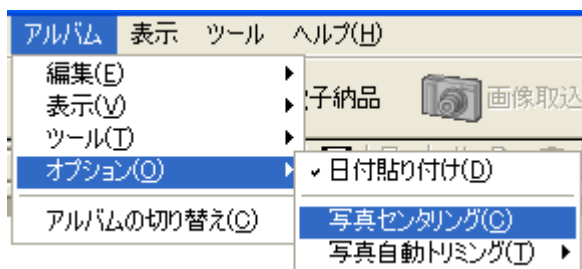 アルバム 表示 ツール ヘルプ(H)
編集(E)
表示(V)
子納品 画像取込
ツール(T)
オプション(O)
✓日付貼り付け(D)
アルバムの切り替え(C)
写真センタリング(C)
写真自動トリミング(T)